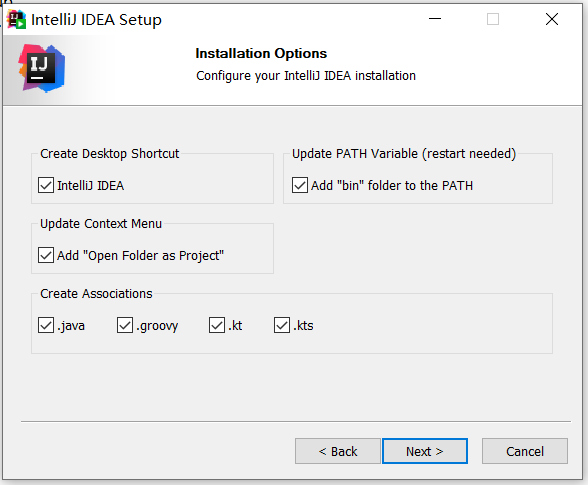 IntelliJ IDEA Setup
IJ
Installation Options
Configure your IntelliJ IDEA installation
Create Desktop Shortcut
IntelliJ IDEA
Update PATH Variable (restart needed)
Add "bin" folder to the PATH
Update Context Menu
Add "Open Folder as Project"
Create Associations
.java .groovy .kt .kts
< Back Next > Cancel